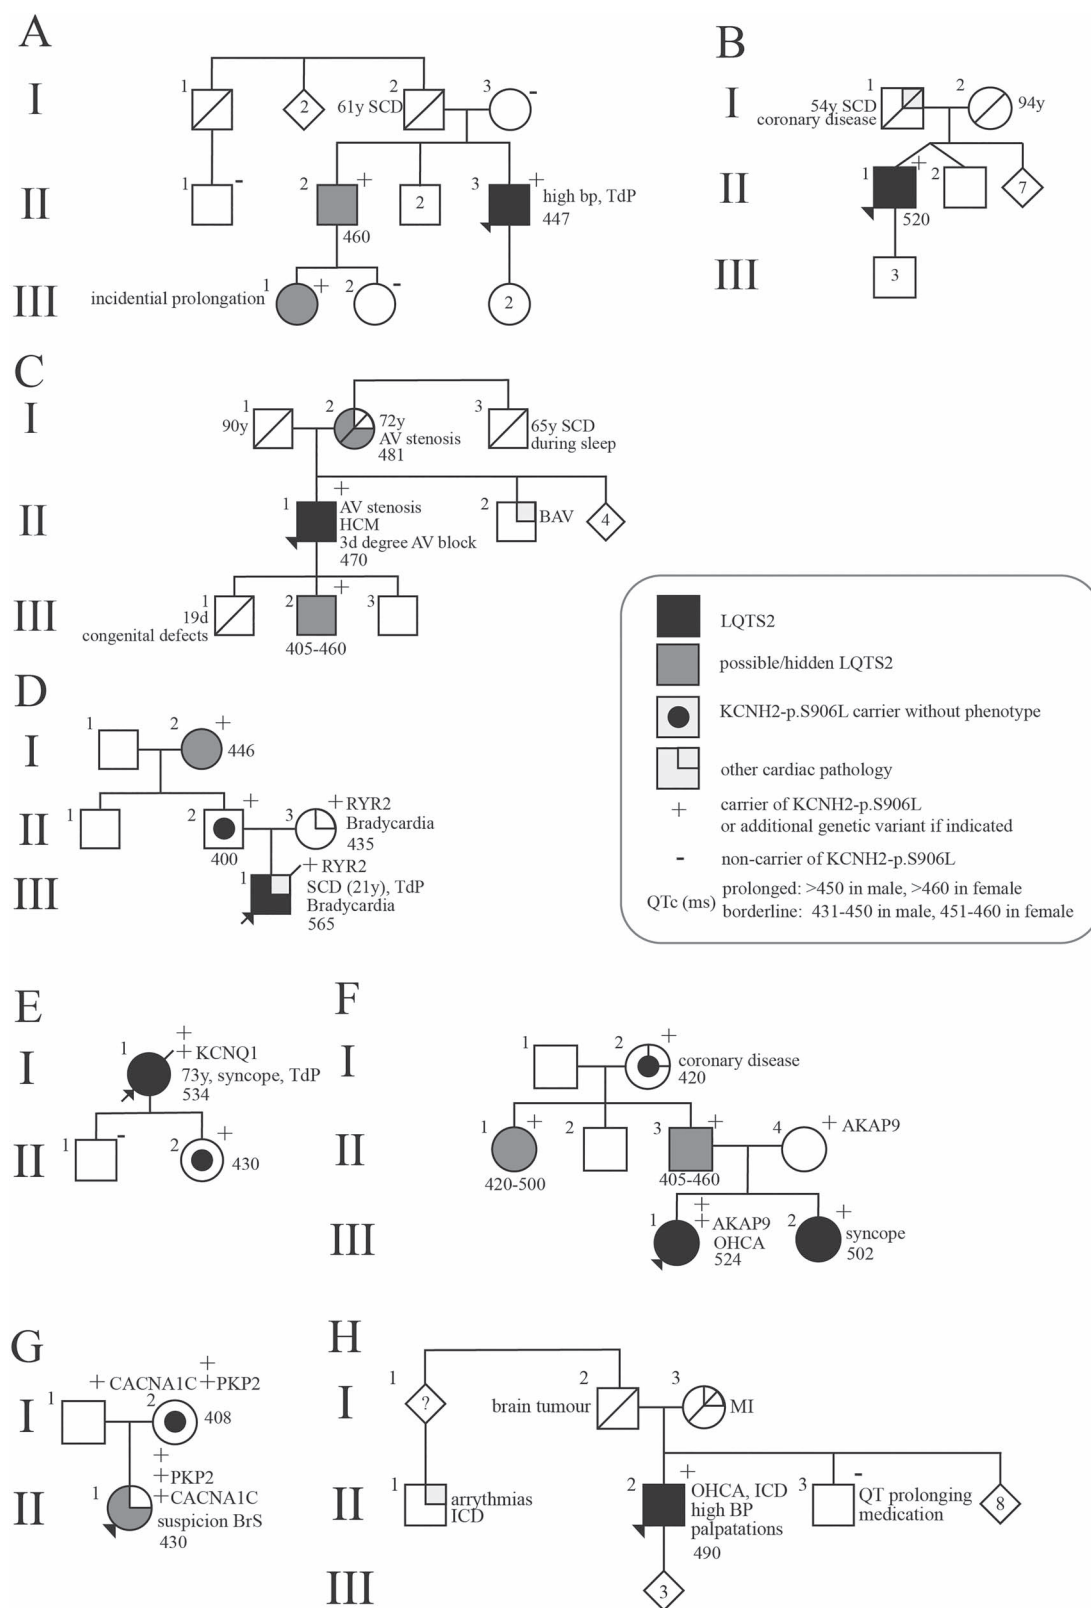 A
I
1
2
2
61y SCD
3
-
II
1
-
2
+
460
2
3
+
high bp, TdP
447
III
incidential prolongation
1
+
2
-
2
B
I
1
54y SCD
coronary disease
2
94y
II
1
+
520
2
7
III
3
C
I
1
90y
2
72y
AV stenosis
481
3
65y SCD
during sleep
II
1
+
AV stenosis
HCM
3d degree AV block
470
2
BAV
4
III
1
19d
congenital defects
2
+
405-460
3
LQTS2
possible/hidden LQTS2
KCNH2-p.S906L carrier without phenotype
other cardiac pathology
+ carrier of KCNH2-p.S906L
or additional genetic variant if indicated
- non-carrier of KCNH2-p.S906L
QTc (ms) prolonged: >450 in male, >460 in female
borderline: 431-450 in male, 451-460 in female
D
I
1
2
+
446
II
1
2
+
400
3
+ RYR2
Bradycardia
435
III
1
+ RYR2
SCD (21y), TdP
Bradycardia
565
E
I
1
+
+ KCNQ1
73y, syncope, TdP
534
II
1
-
2
+
430
F
I
1
2
+
coronary disease
420
II
1
+
420-500
2
3
+
405-460
4
+ AKAP9
III
1
+
+ AKAP9
OHCA
524
2
+
syncope
502
G
I
1
+ CACNA1C
+
+PKP2
2
408
II
1
+
+PKP2
+CACNA1C
suspicion BrS
430
H
I
1
?
2
brain tumour
3
MI
II
1
arrythmias
ICD
2
+
OHCA, ICD
high BP
palpatations
490
3
-
QT prolonging
medication
8
III
3